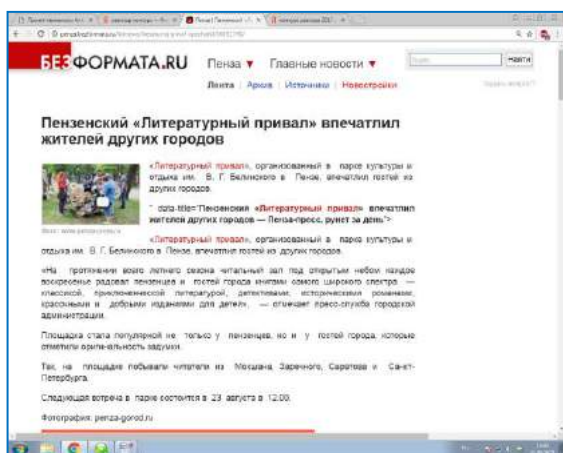 БЕЗФОРМАТА.RU
Пенза ▼ Главные новости ▼
Найти
Лента | Архив | Источники | Новостройки
Пензенский «Литературный привал» впечатлил
жителей других городов
«Литературный привал», организованный в парке культуры и
отдыха им. В. Г. Белинского в Пензе, впечатлил гостей из
других городов.
" data-title="Пензенский «Литературный привал» впечатлил
жителей других городов — Пенза-пресс, рунет за день">
«Литературный привал», организованный в парке культуры и
отдыха им. В. Г. Белинского в Пензе, впечатлил гостей из других городов.
«На протяжении всего летнего сезона читальный зал под открытым небом каждое
воскресенье радовал пензенцев и гостей города книгами самого широкого спектра —
классикой, приключенческой литературой, детективами, историческими романами,
красочными и добрыми изданиями для детей», — отмечает пресс-служба городской
администрации.
Площадка стала популярной не только у пензенцев, но и у гостей города, которые
отметили оригинальность задумки.
Так, на площадке побывали читатели из Мокшана, Заречного, Саратова и Санкт-
Петербурга.
Следующая встреча в парке состоится в 23 августа в 12:00.
Фотография: penza-gorod.ru